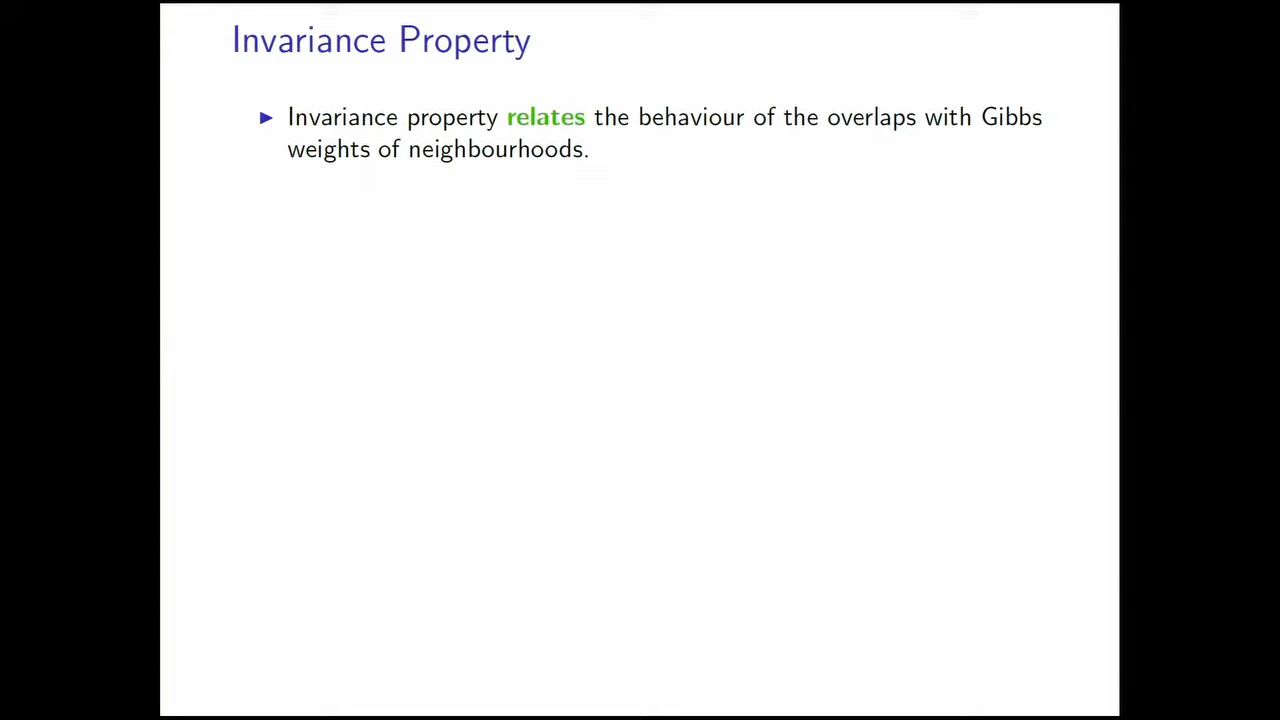 Invariance Property
▶ Invariance property relates the behaviour of the overlaps with Gibbs
weights of neighbourhoods.